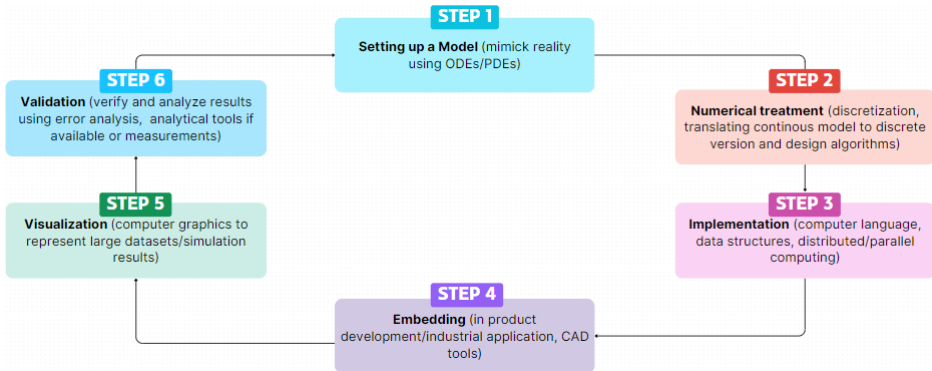 STEP 1
Setting up a Model (mimick reality
using ODEs/PDEs)
STEP 2
Numerical treatment (discretization,
translating continous model to discrete
version and design algorithms)
STEP 3
Implementation (computer language,
data structures, distributed/parallel
computing)
STEP 4
Embedding (in product
development/industrial application, CAD
tools)
STEP 5
Visualization (computer graphics to
represent large datasets/simulation
results)
STEP 6
Validation (verify and analyze results
using error analysis, analytical tools if
available or measurements)